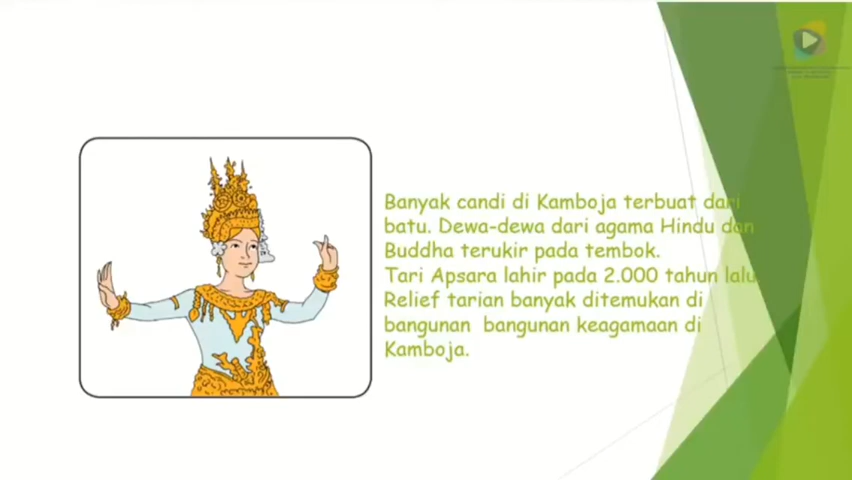 Banyak candi di Kamboja terbuat dari
batu. Dewa-dewa dari agama Hindu dan
Buddha terukir pada tembok.
Tari Apsara lahir pada 2.000 tahun lalu
Relief tarian banyak ditemukan di
bangunan  bangunan keagamaan di
Kamboja.